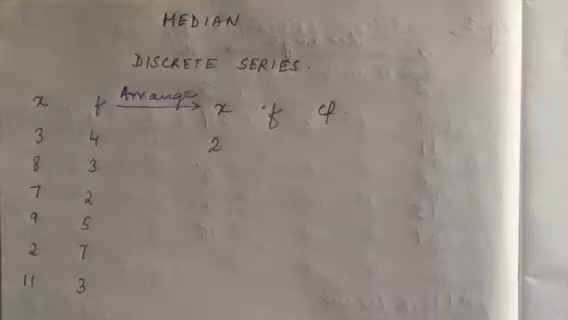 MEDIAN
DISCRETE SERIES.
x f Arrange x f cf.
3 4 2
8 3
7 2
9 5
2 7
11 3